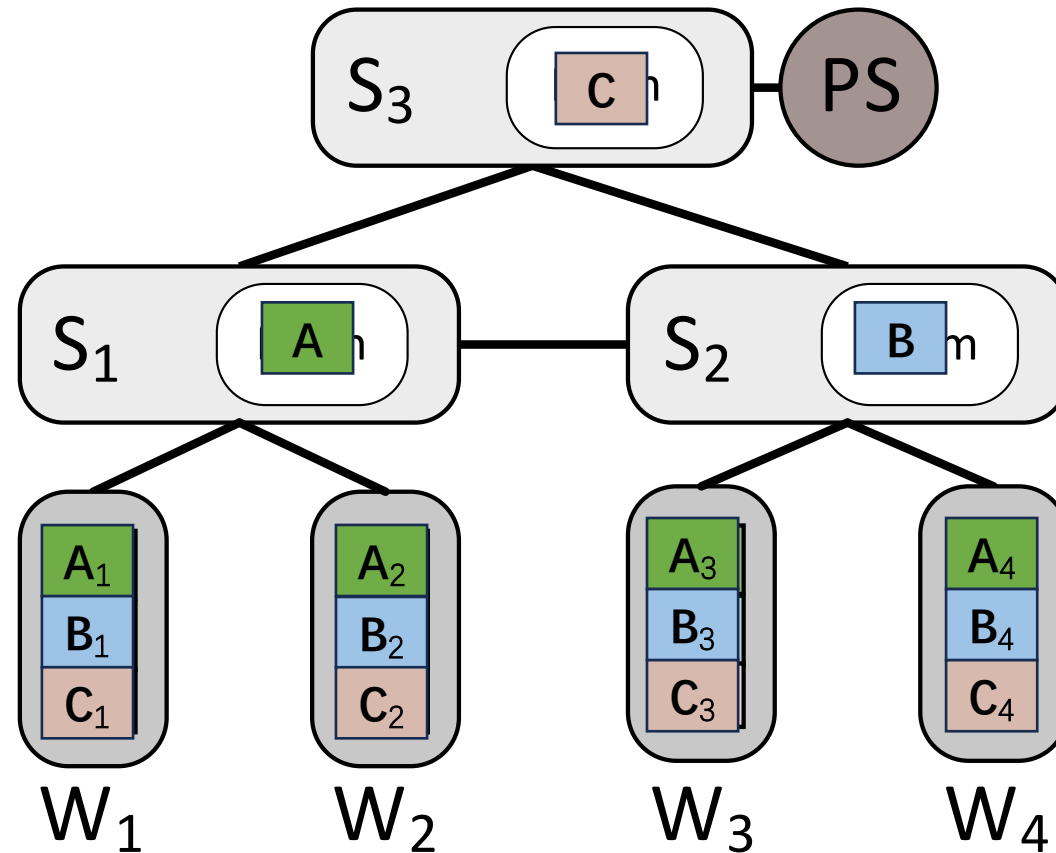 S₃ C PS
S₁ A S₂ B m
A₁ A₂ A₃ A₄
B₁ B₂ B₃ B₄
C₁ C₂ C₃ C₄
W₁ W₂ W₃ W₄